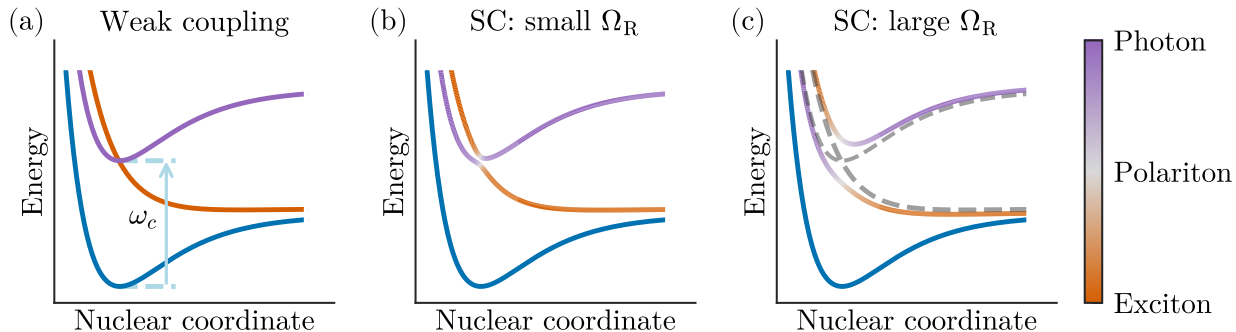 (a) Weak coupling
Energy
ω_c
Nuclear coordinate
(b) SC: small Ω_R
Energy
Nuclear coordinate
(c) SC: large Ω_R
Energy
Nuclear coordinate
Photon
Polariton
Exciton